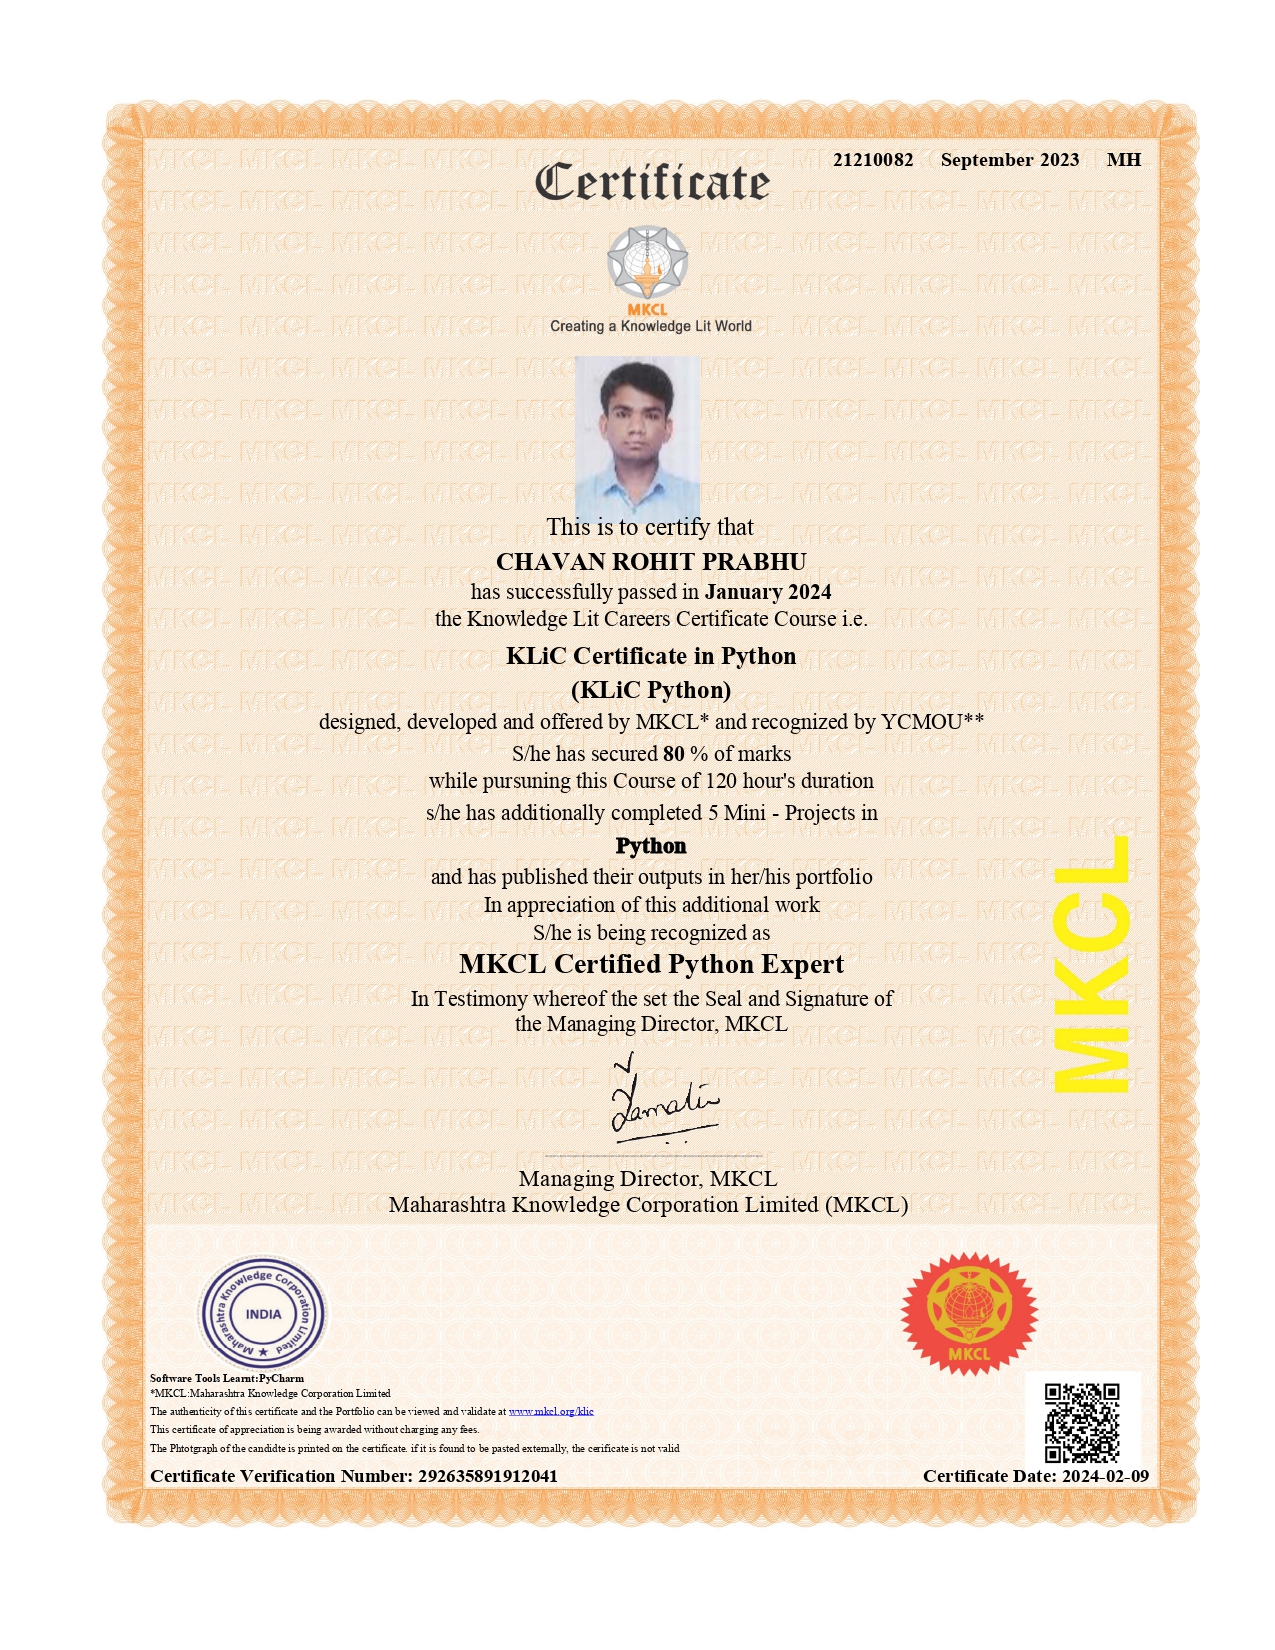 21210082 September 2023 MH
Certificate
MKCL
Creating a Knowledge Lit World
This is to certify that
CHAVAN ROHIT PRABHU
has successfully passed in January 2024
the Knowledge Lit Careers Certificate Course i.e.
KLiC Certificate in Python
(KLiC Python)
designed, developed and offered by MKCL* and recognized by YCMOU**
S/he has secured 80 % of marks
while pursuning this Course of 120 hour's duration
s/he has additionally completed 5 Mini - Projects in
Python
and has published their outputs in her/his portfolio
In appreciation of this additional work
S/he is being recognized as
MKCL Certified Python Expert
In Testimony whereof the set the Seal and Signature of
the Managing Director, MKCL
MKCL
Managing Director, MKCL
Maharashtra Knowledge Corporation Limited (MKCL)
Maharashtra Knowledge Corporation Limited ★
INDIA
MKCL
Software Tools Learnt:PyCharm
*MKCL:Maharashtra Knowledge Corporation Limited
The authenticity of this certificate and the Portfolio can be viewed and validate at www.mkcl.org/klic
This certificate of appreciation is being awarded without charging any fees.
The Phtotgraph of the candidte is printed on the certificate. if it is found to be pasted externally, the cerificate is not valid
Certificate Verification Number: 292635891912041
Certificate Date: 2024-02-09